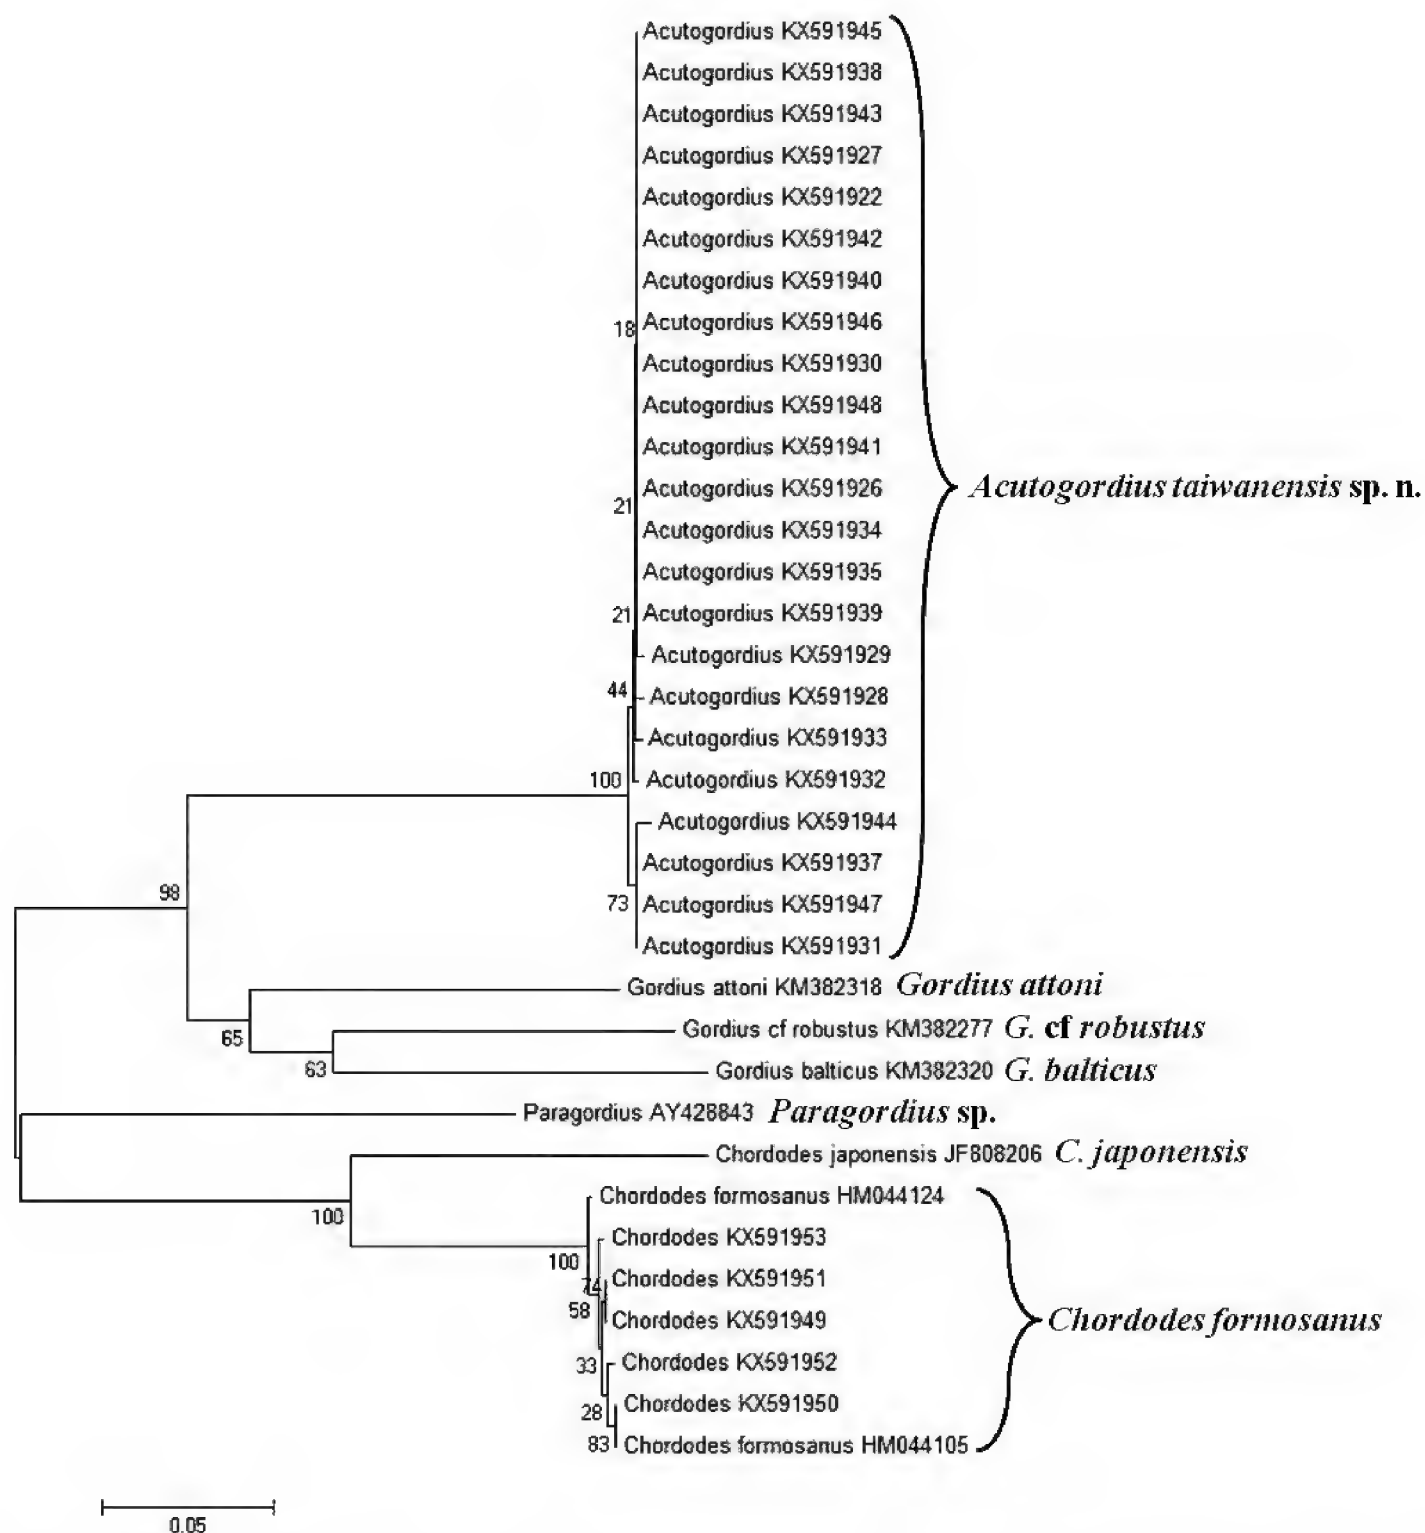 Acutogordius KX591945
Acutogordius KX591938
Acutogordius KX591943
Acutogordius KX591927
Acutogordius KX591922
Acutogordius KX591942
Acutogordius KX591940
18 Acutogordius KX591946
Acutogordius KX591930
Acutogordius KX591948
Acutogordius KX591941
Acutogordius KX591926 Acutogordius taiwanensis sp. n.
21
Acutogordius KX591934
Acutogordius KX591935
21 Acutogordius KX591939
Acutogordius KX591929
44 Acutogordius KX591928
Acutogordius KX591933
100 Acutogordius KX591932
Acutogordius KX591944
Acutogordius KX591937
98
73 Acutogordius KX591947
Acutogordius KX591931
Gordius attoni KM382318 Gordius attoni
Gordius cf robustus KM382277 G. cf robustus
65
63 Gordius balticus KM382320 G. balticus
Paragordius AY428843 Paragordius sp.
Chordodes japonensis JF808206 C. japonensis
Chordodes formosanus HM044124
100
Chordodes KX591953
100
74 Chordodes KX591951
58
Chordodes KX591949 Chordodes formosanus
33 Chordodes KX591952
28 Chordodes KX591950
83 Chordodes formosanus HM044105
0.05